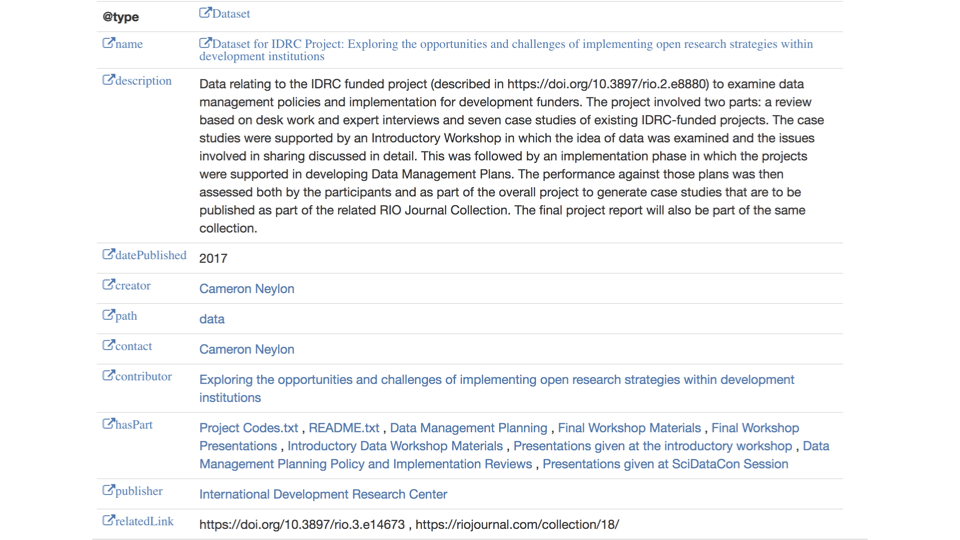 @type Dataset
name Dataset for IDRC Project: Exploring the opportunities and challenges of implementing open research strategies within
development institutions
description Data relating to the IDRC funded project (described in https://doi.org/10.3897/rio.2.e8880) to examine data
management policies and implementation for development funders. The project involved two parts: a review
based on desk work and expert interviews and seven case studies of existing IDRC-funded projects. The case
studies were supported by an Introductory Workshop in which the idea of data was examined and the issues
involved in sharing discussed in detail. This was followed by an implementation phase in which the projects
were supported in developing Data Management Plans. The performance against those plans was then
assessed both by the participants and as part of the overall project to generate case studies that are to be
published as part of the related RIO Journal Collection. The final project report will also be part of the same
collection.
datePublished 2017
creator Cameron Neylon
path data
contact Cameron Neylon
contributor Exploring the opportunities and challenges of implementing open research strategies within development
institutions
hasPart Project Codes.txt , README.txt , Data Management Planning , Final Workshop Materials , Final Workshop
Presentations , Introductory Data Workshop Materials , Presentations given at the introductory workshop , Data
Management Planning Policy and Implementation Reviews , Presentations given at SciDataCon Session
publisher International Development Research Center
relatedLink https://doi.org/10.3897/rio.3.e14673 , https://riojournal.com/collection/18/